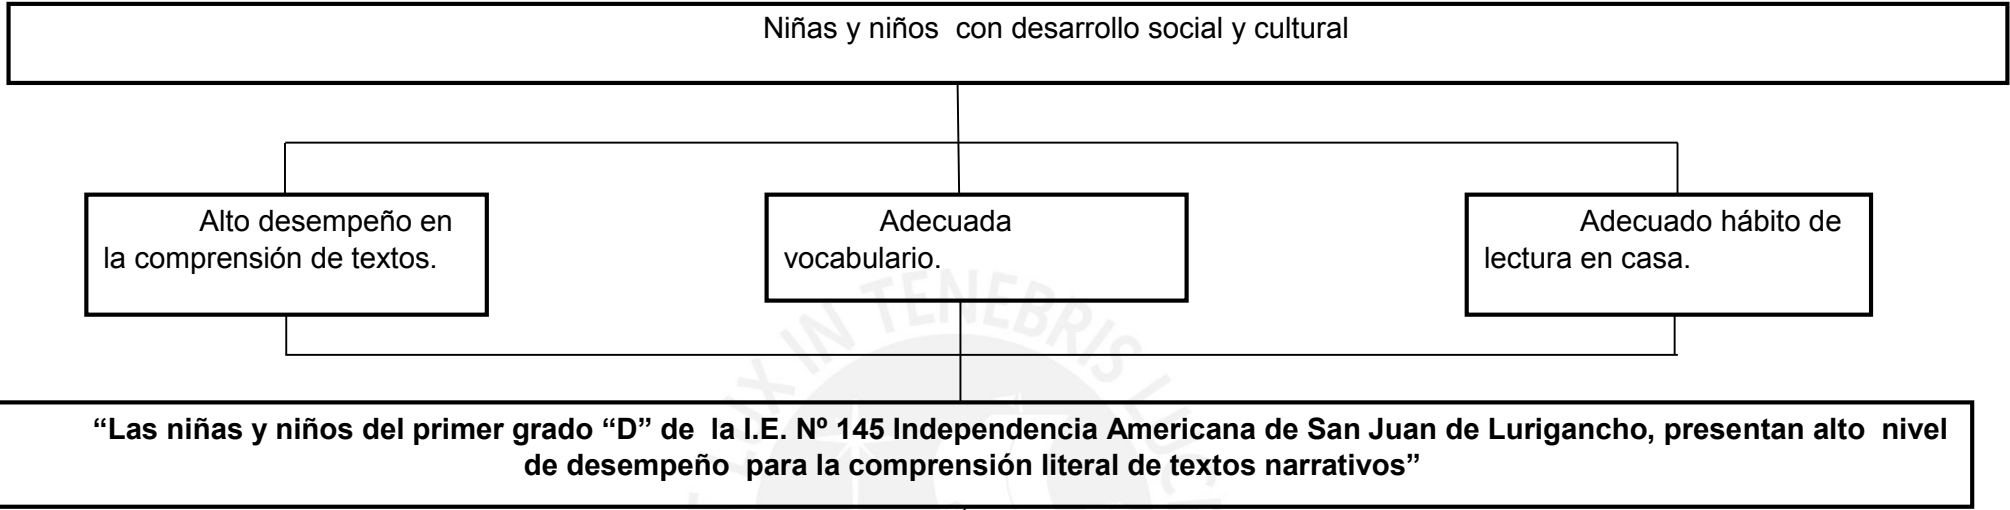 Niñas y niños con desarrollo social y cultural
Alto desempeño en
la comprensión de textos.
Adecuada
vocabulario.
Adecuado hábito de
lectura en casa.
IN TENEBRIS
“Las niñas y niños del primer grado “D” de la I.E. Nº 145 Independencia Americana de San Juan de Lurigancho, presentan alto nivel
de desempeño para la comprensión literal de textos narrativos”